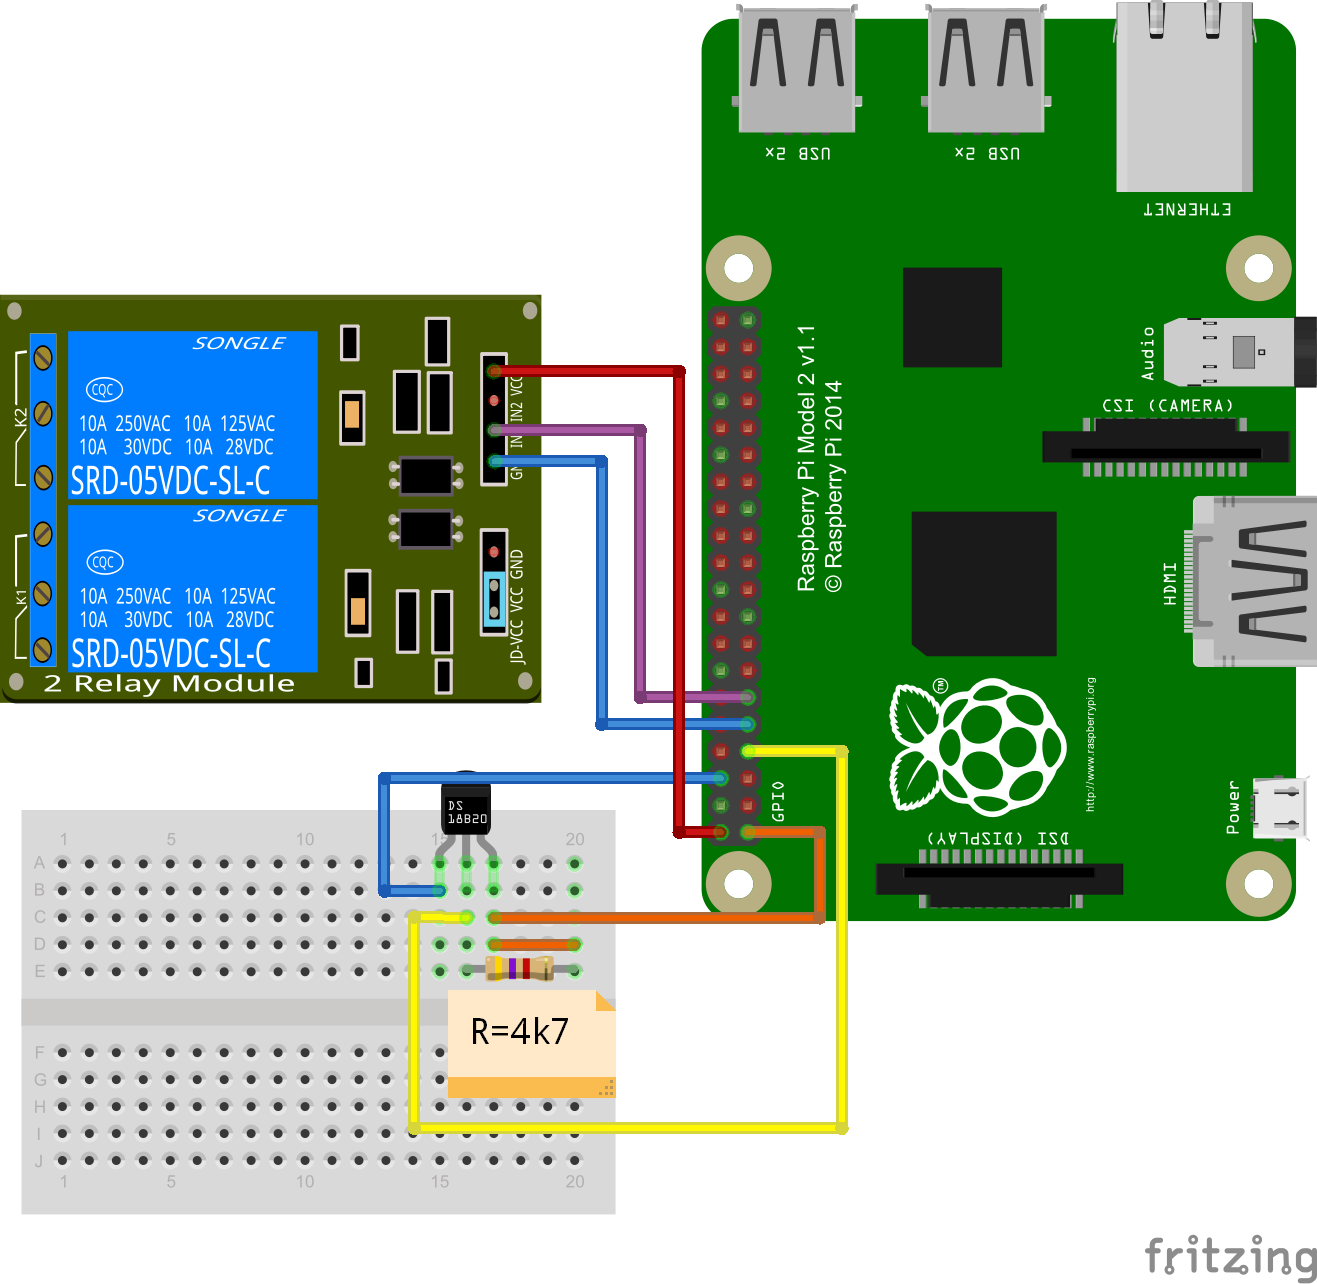 USB 2x
USB 2x
ETHERNET
Raspberry Pi Model 2 v1.1
© Raspberry Pi 2014
Audio
CSI (CAMERA)
HDMI
TM
http://www.raspberrypi.org
Power
GPIO
DSI (DISPLAY)
SONGLE
CQC
10A 250VAC 10A 125VAC
10A 30VDC 10A 28VDC
SRD-05VDC-SL-C
SONGLE
CQC
10A 250VAC 10A 125VAC
10A 30VDC 10A 28VDC
SRD-05VDC-SL-C
K2
K1
2 Relay Module
IN2 VCC
JD-VCC VCC GND
DS
18B20
1 5 10 15 20
A
B
C
D
E
R=4k7
F
G
H
I
J
1 5 10 15 20
fritzing